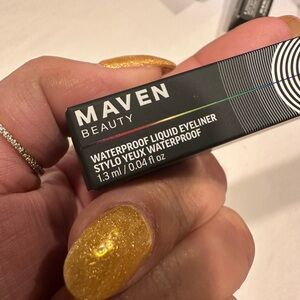 MAVEN
BEAUTY
WATERPROOF LIQUID EYELINER
STYLO YEUX WATERPROOF
1.3 ml / 0.04 fl oz